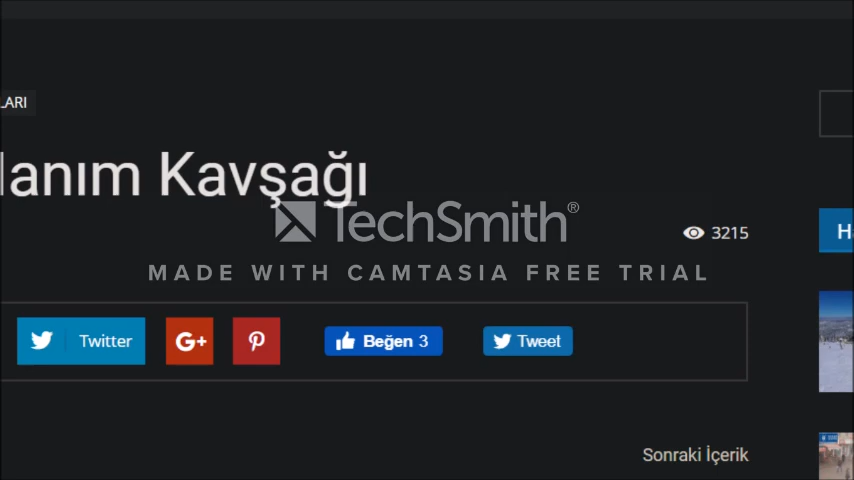 LARI
lanım Kavşağı
TechSmith®
3215
MADE WITH CAMTASIA FREE TRIAL
Twitter
G+
Beğen 3
Tweet
Sonraki İçerik